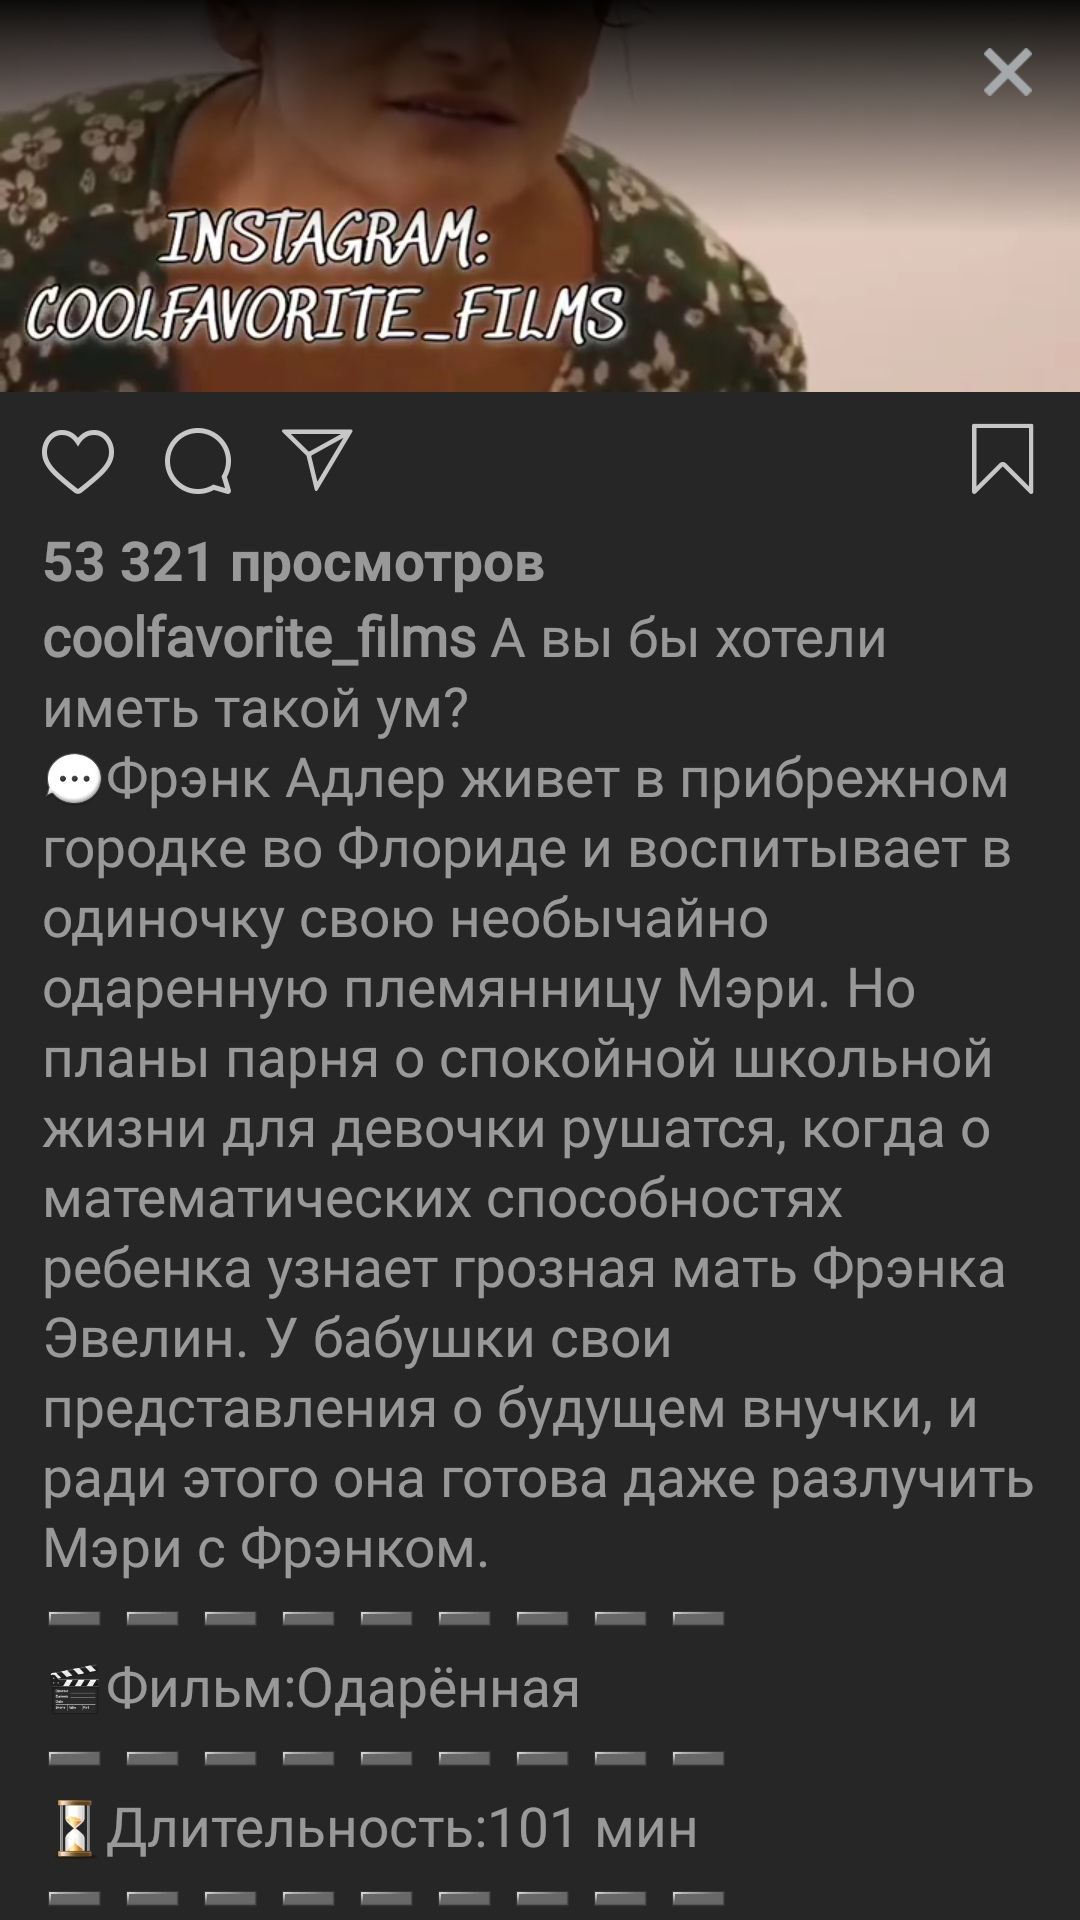 INSTAGRAM:
COOLFAVORITE_FILMS
53 321 просмотров
coolfavorite_films А вы бы хотели
иметь такой ум?
💬Фрэнк Адлер живет в прибрежном
городке во Флориде и воспитывает в
одиночку свою необычайно
одаренную племянницу Мэри. Но
планы парня о спокойной школьной
жизни для девочки рушатся, когда о
математических способностях
ребенка узнает грозная мать Фрэнка
Эвелин. У бабушки свои
представления о будущем внучки, и
ради этого она готова даже разлучить
Мэри с Фрэнком.
➖➖➖➖➖➖➖➖➖
🎬Фильм:Одарённая
➖➖➖➖➖➖➖➖➖
⏳Длительность:101 мин
➖➖➖➖➖➖➖➖➖